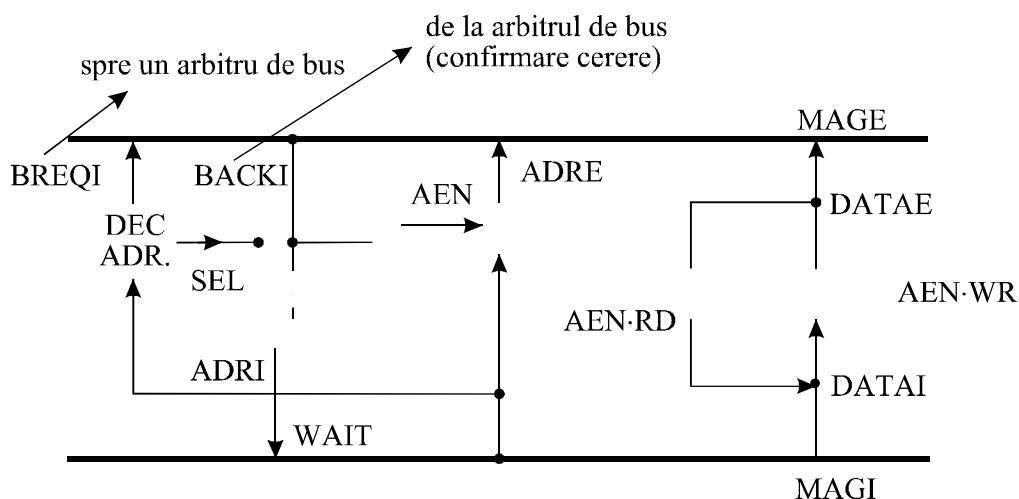 de la arbitrul de bus
(confirmare cerere)
spre un arbitru de bus
MAGE
BREQI
BACKI
ADRE
AEN
DATAE
DEC
ADR.
SEL
AEN·WR
AEN·RD
ADRI
DATAI
WAIT
MAGI